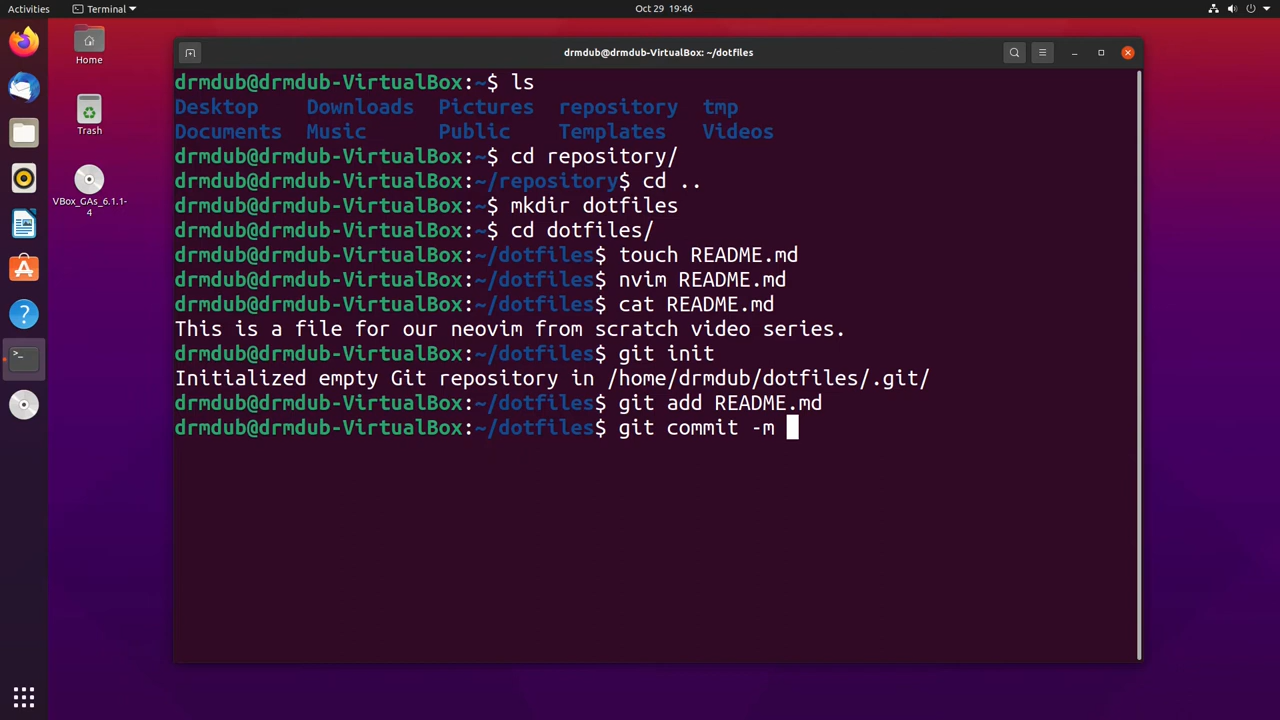 Activities
Terminal
Oct 29 19:46
Home
Trash
VBox_GAs_6.1.1-
4
drmdub@drmdub-VirtualBox: ~/dotfiles
drmdub@drmdub-VirtualBox:~$ ls
Desktop Downloads Pictures repository tmp
Documents Music Public Templates Videos
drmdub@drmdub-VirtualBox:~$ cd repository/
drmdub@drmdub-VirtualBox:~/repository$ cd ..
drmdub@drmdub-VirtualBox:~$ mkdir dotfiles
drmdub@drmdub-VirtualBox:~$ cd dotfiles/
drmdub@drmdub-VirtualBox:~/dotfiles$ touch README.md
drmdub@drmdub-VirtualBox:~/dotfiles$ nvim README.md
drmdub@drmdub-VirtualBox:~/dotfiles$ cat README.md
This is a file for our neovim from scratch video series.
drmdub@drmdub-VirtualBox:~/dotfiles$ git init
Initialized empty Git repository in /home/drmdub/dotfiles/.git/
drmdub@drmdub-VirtualBox:~/dotfiles$ git add README.md
drmdub@drmdub-VirtualBox:~/dotfiles$ git commit -m